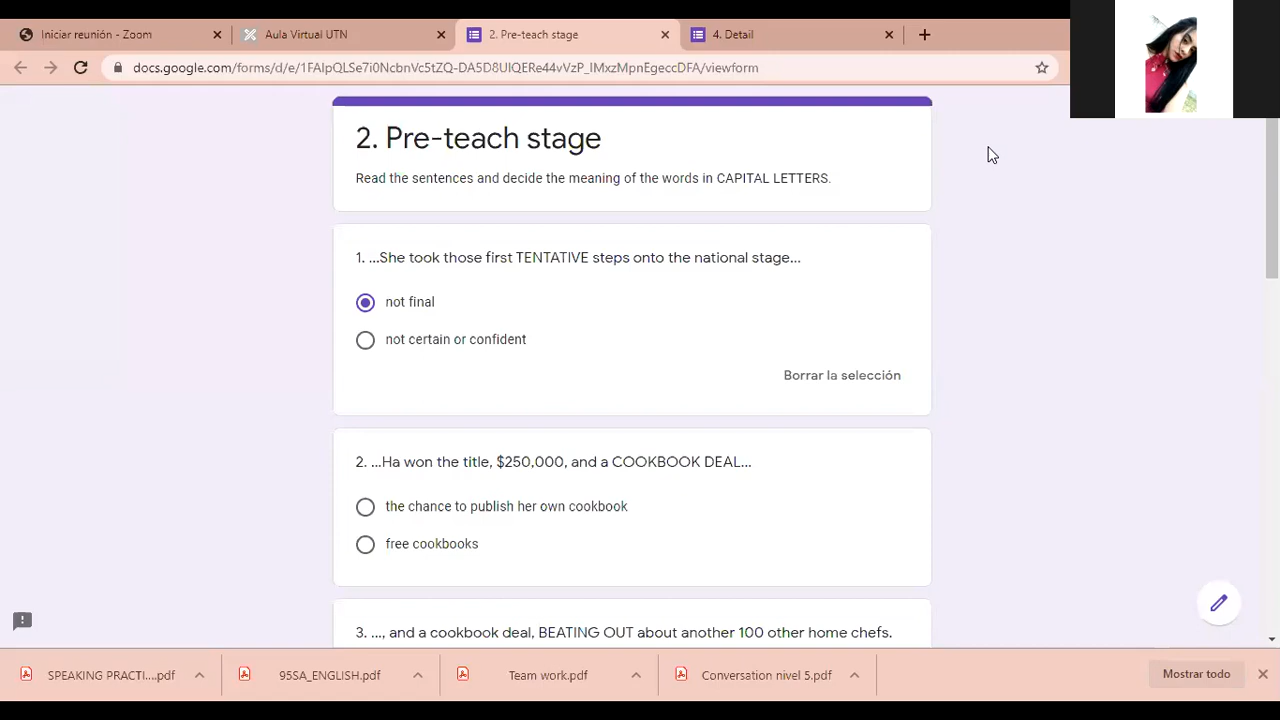 Iniciar reunión - Zoom
Aula Virtual UTN
2. Pre-teach stage
4. Detail
docs.google.com/forms/d/e/1FAIpQLSe7i0NcbnVc5tZQ-DA5D8UIQERe44vVzP_lMxzMpnEgeccDFA/viewform
2. Pre-teach stage
Read the sentences and decide the meaning of the words in CAPITAL LETTERS.
1. ...She took those first TENTATIVE steps onto the national stage...
not final
not certain or confident
Borrar la selección
2. ...Ha won the title, $250,000, and a COOKBOOK DEAL...
the chance to publish her own cookbook
free cookbooks
3. ..., and a cookbook deal, BEATING OUT about another 100 other home chefs.
SPEAKING PRACTI....pdf
95SA_ENGLISH.pdf
Team work.pdf
Conversation nivel 5.pdf
Mostrar todo